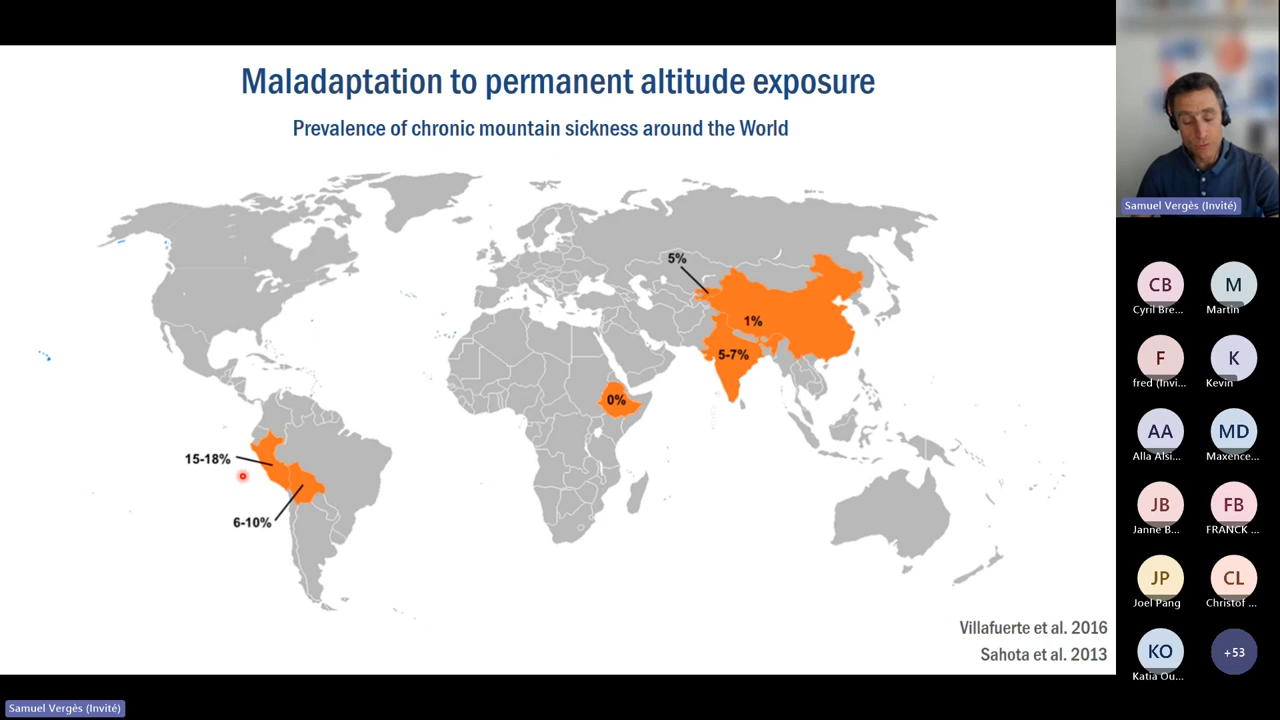 Maladaptation to permanent altitude exposure
Prevalence of chronic mountain sickness around the World
5%
1%
5-7%
0%
15-18%
6-10%
Villafuerte et al. 2016
Sahota et al. 2013
Samuel Vergès (Invité)
CB
M
Cyril Bre...
Martin
F
K
fred (Invi...
Kevin
AA
MD
Alla Alsi...
Maxence...
JB
FB
Janne B...
FRANCK ...
JP
CL
Joel Pang
Christof ...
KO
+53
Katia Ou...
Samuel Vergès (Invité)